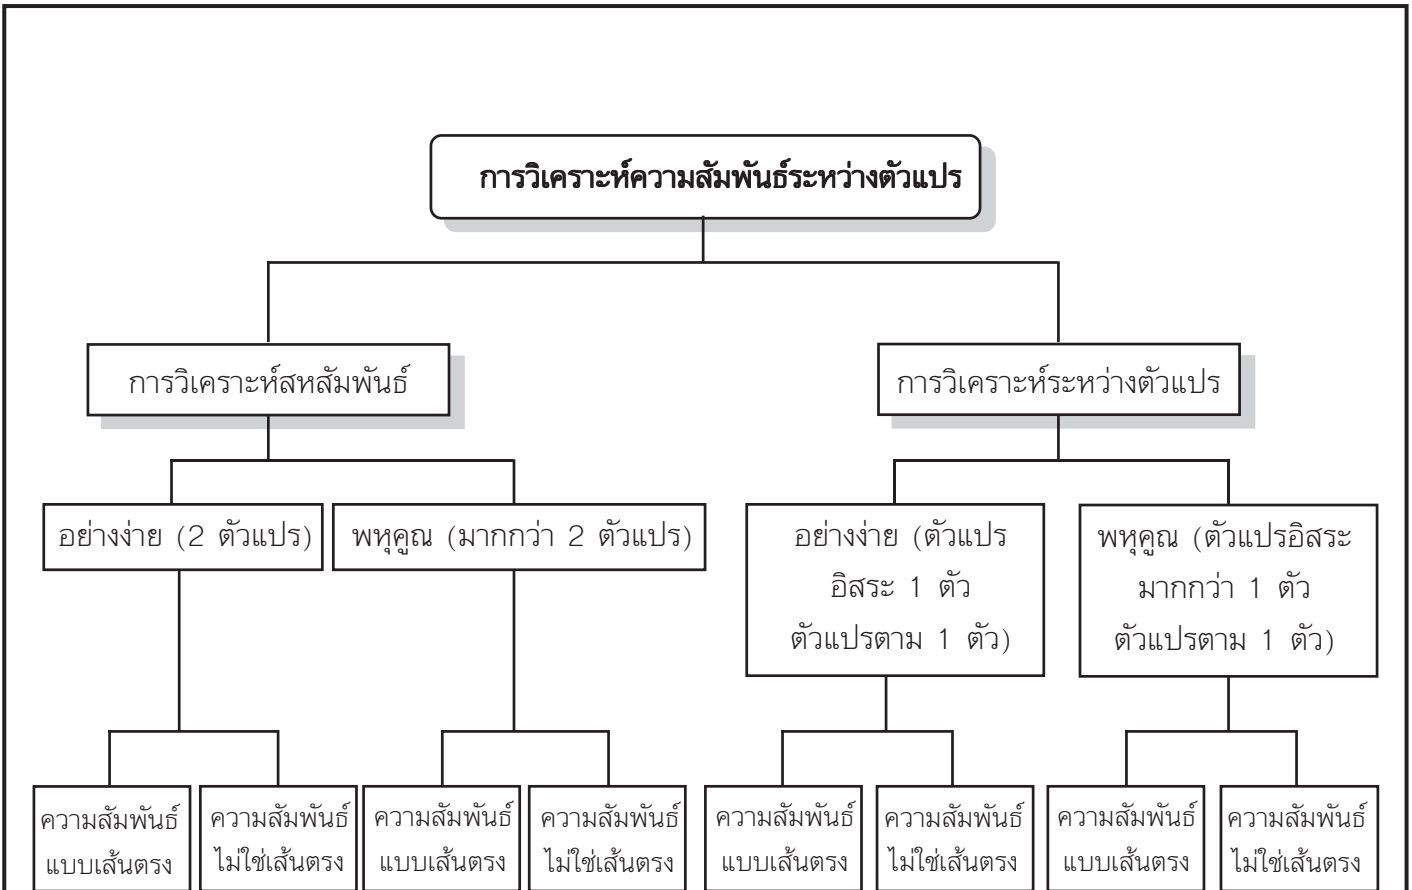 การวิเคราะห์ความสัมพันธ์ระหว่างตัวแปร
การวิเคราะห์สหสัมพันธ์
การวิเคราะห์ระหว่างตัวแปร
อย่างง่าย (2 ตัวแปร)
พหุคูณ (มากกว่า 2 ตัวแปร)
อย่างง่าย (ตัวแปร
อิสระ 1 ตัว
ตัวแปรตาม 1 ตัว)
พหุคูณ (ตัวแปรอิสระ
มากกว่า 1 ตัว
ตัวแปรตาม 1 ตัว)
ความสัมพันธ์
แบบเส้นตรง
ความสัมพันธ์
ไม่ใช่เส้นตรง
ความสัมพันธ์
แบบเส้นตรง
ความสัมพันธ์
ไม่ใช่เส้นตรง
ความสัมพันธ์
แบบเส้นตรง
ความสัมพันธ์
ไม่ใช่เส้นตรง
ความสัมพันธ์
แบบเส้นตรง
ความสัมพันธ์
ไม่ใช่เส้นตรง